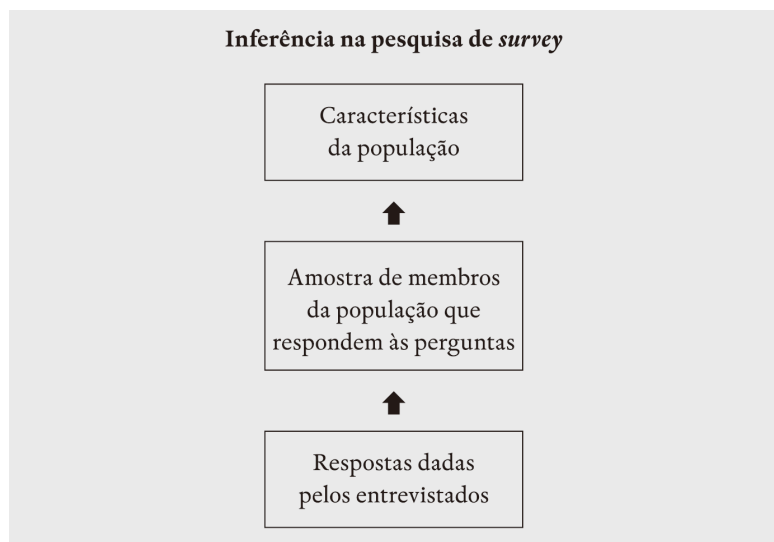 Inferência na pesquisa de survey
Características
da população
Amostra de membros
da população que
respondem às perguntas
Respostas dadas
pelos entrevistados